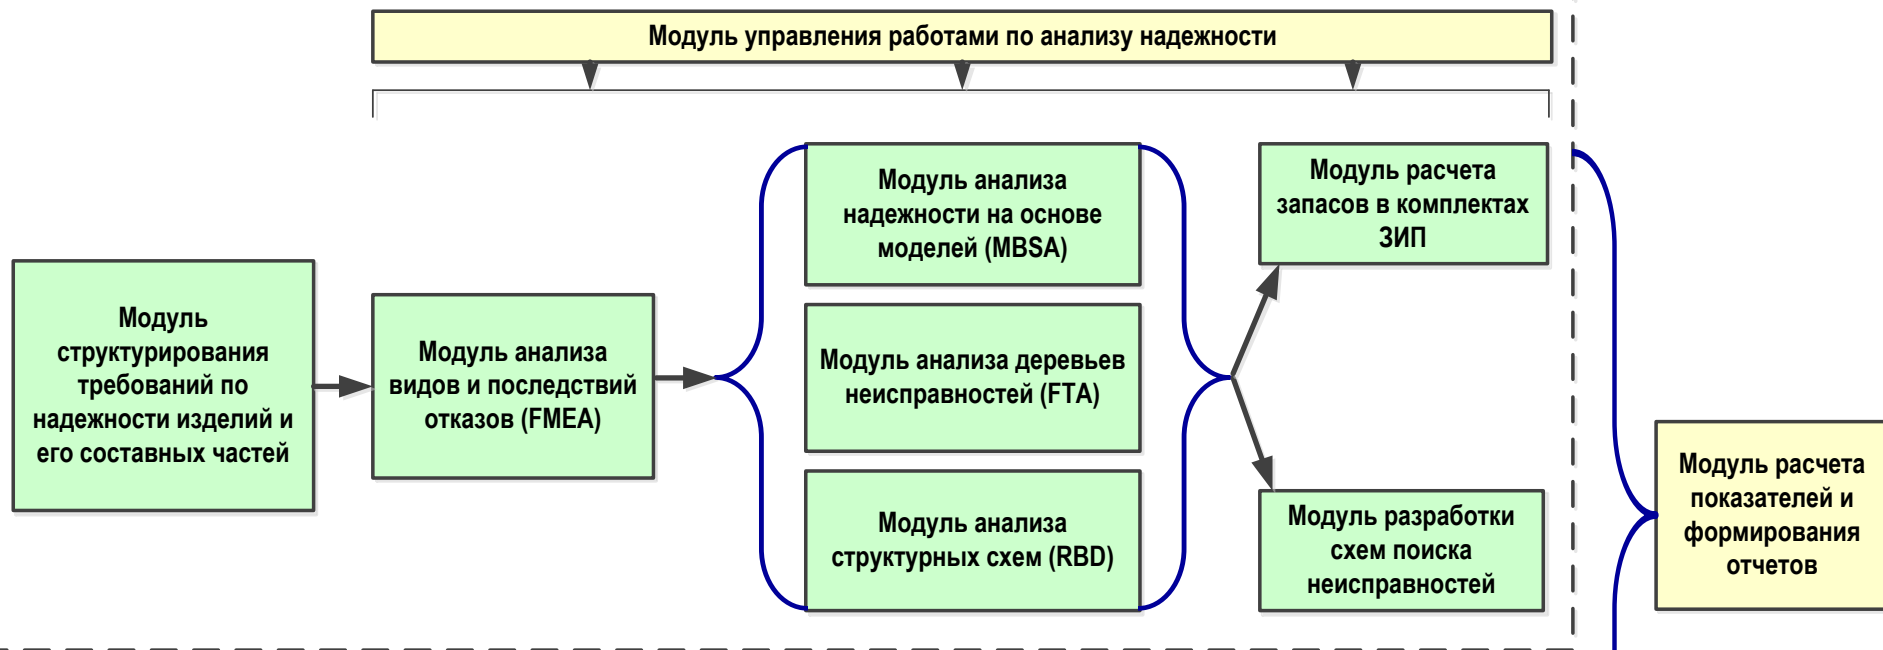 Модуль управления работами по анализу надежности
Модуль
структурирования
требований по
надежности изделий и
его составных частей
Модуль анализа
видов и последствий
отказов (FMEA)
Модуль анализа
надежности на основе
моделей (MBSA)
Модуль анализа деревьев
неисправностей (FTA)
Модуль анализа
структурных схем (RBD)
Модуль расчета
запасов в комплектах
ЗИП
Модуль разработки
схем поиска
неисправностей
Модуль расчета
показателей и
формирования
отчетов